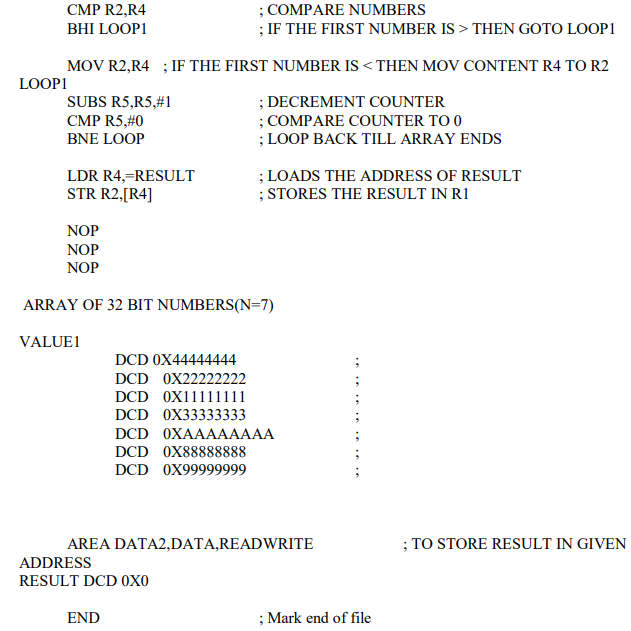 CMP R2,R4 ; COMPARE NUMBERS
BHI LOOP1 ; IF THE FIRST NUMBER IS > THEN GOTO LOOP1
MOV R2,R4 ; IF THE FIRST NUMBER IS < THEN MOV CONTENT R4 TO R2
LOOP1
SUBS R5,R5,#1 ; DECREMENT COUNTER
CMP R5,#0 ; COMPARE COUNTER TO 0
BNE LOOP ; LOOP BACK TILL ARRAY ENDS
LDR R4,=RESULT ; LOADS THE ADDRESS OF RESULT
STR R2,[R4] ; STORES THE RESULT IN R1
NOP
NOP
NOP
ARRAY OF 32 BIT NUMBERS(N=7)
VALUE1
DCD 0X44444444 ;
DCD 0X22222222 ;
DCD 0X11111111 ;
DCD 0X33333333 ;
DCD 0XAAAAAAAA ;
DCD 0X88888888 ;
DCD 0X99999999 ;
AREA DATA2,DATA,READWRITE ; TO STORE RESULT IN GIVEN
ADDRESS
RESULT DCD 0X0
END ; Mark end of file